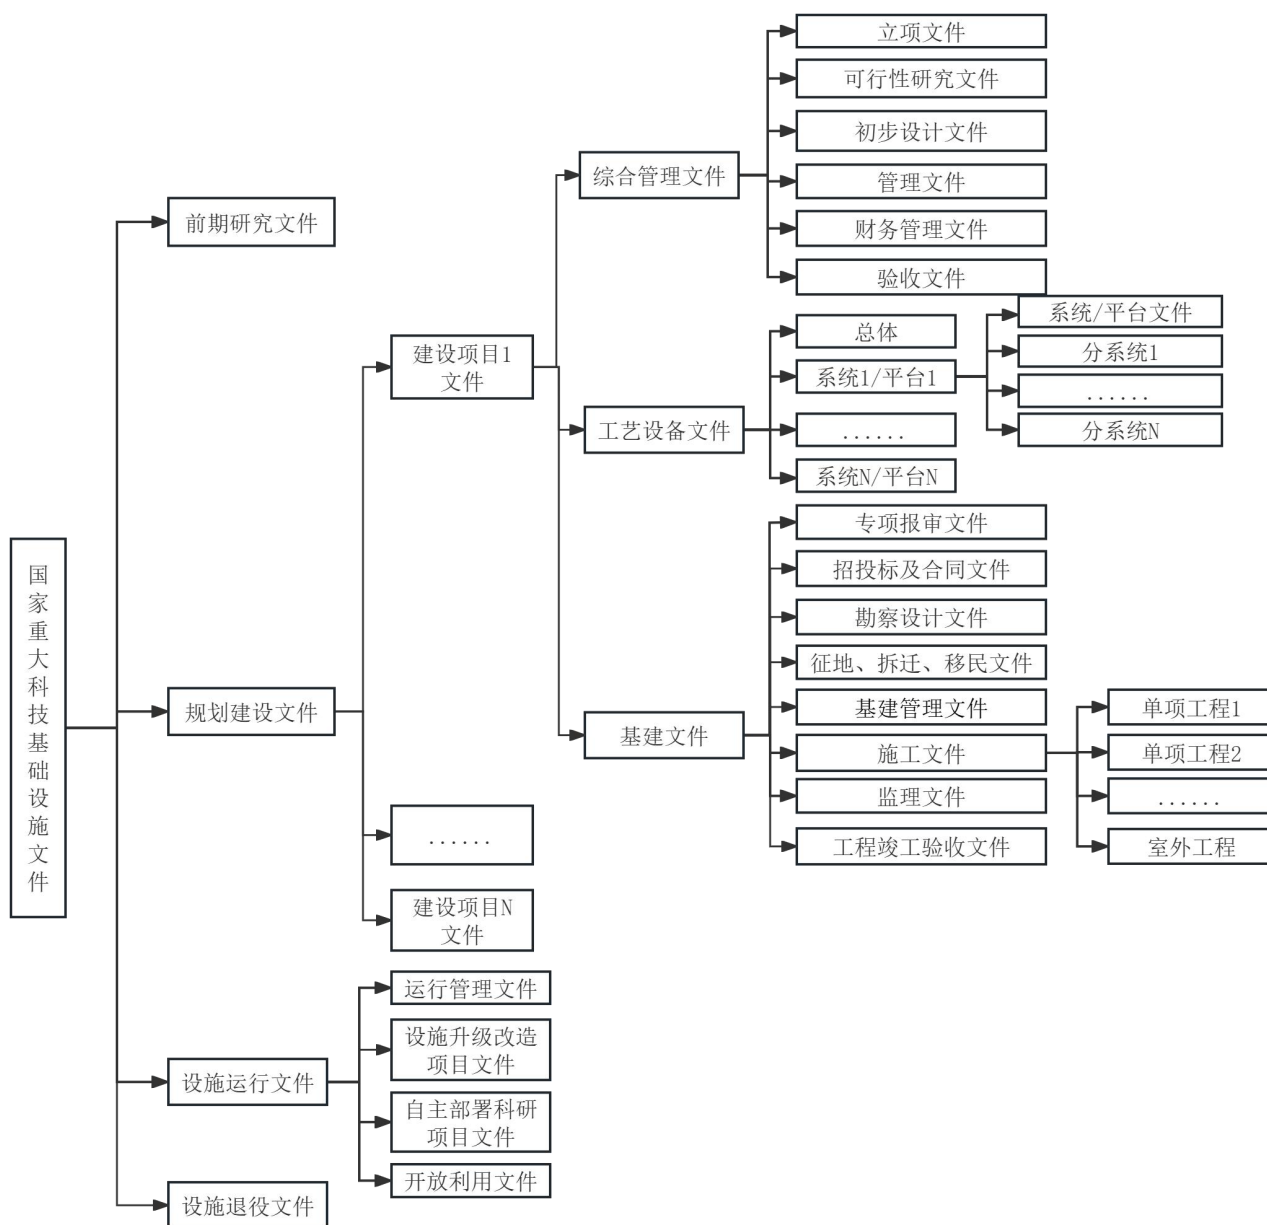 国家重大科技基础设施文件
前期研究文件
规划建设文件
建设项目1
文件
综合管理文件
立项文件
可行性研究文件
初步设计文件
管理文件
财务管理文件
验收文件
工艺设备文件
总体
系统1/平台1
系统/平台文件
分系统1
......
分系统N
......
系统N/平台N
基建文件
专项报审文件
招投标及合同文件
勘察设计文件
征地、拆迁、移民文件
基建管理文件
施工文件
单项工程1
单项工程2
......
室外工程
监理文件
工程竣工验收文件
......
建设项目N
文件
设施运行文件
运行管理文件
设施升级改造
项目文件
自主部署科研
项目文件
开放利用文件
设施退役文件